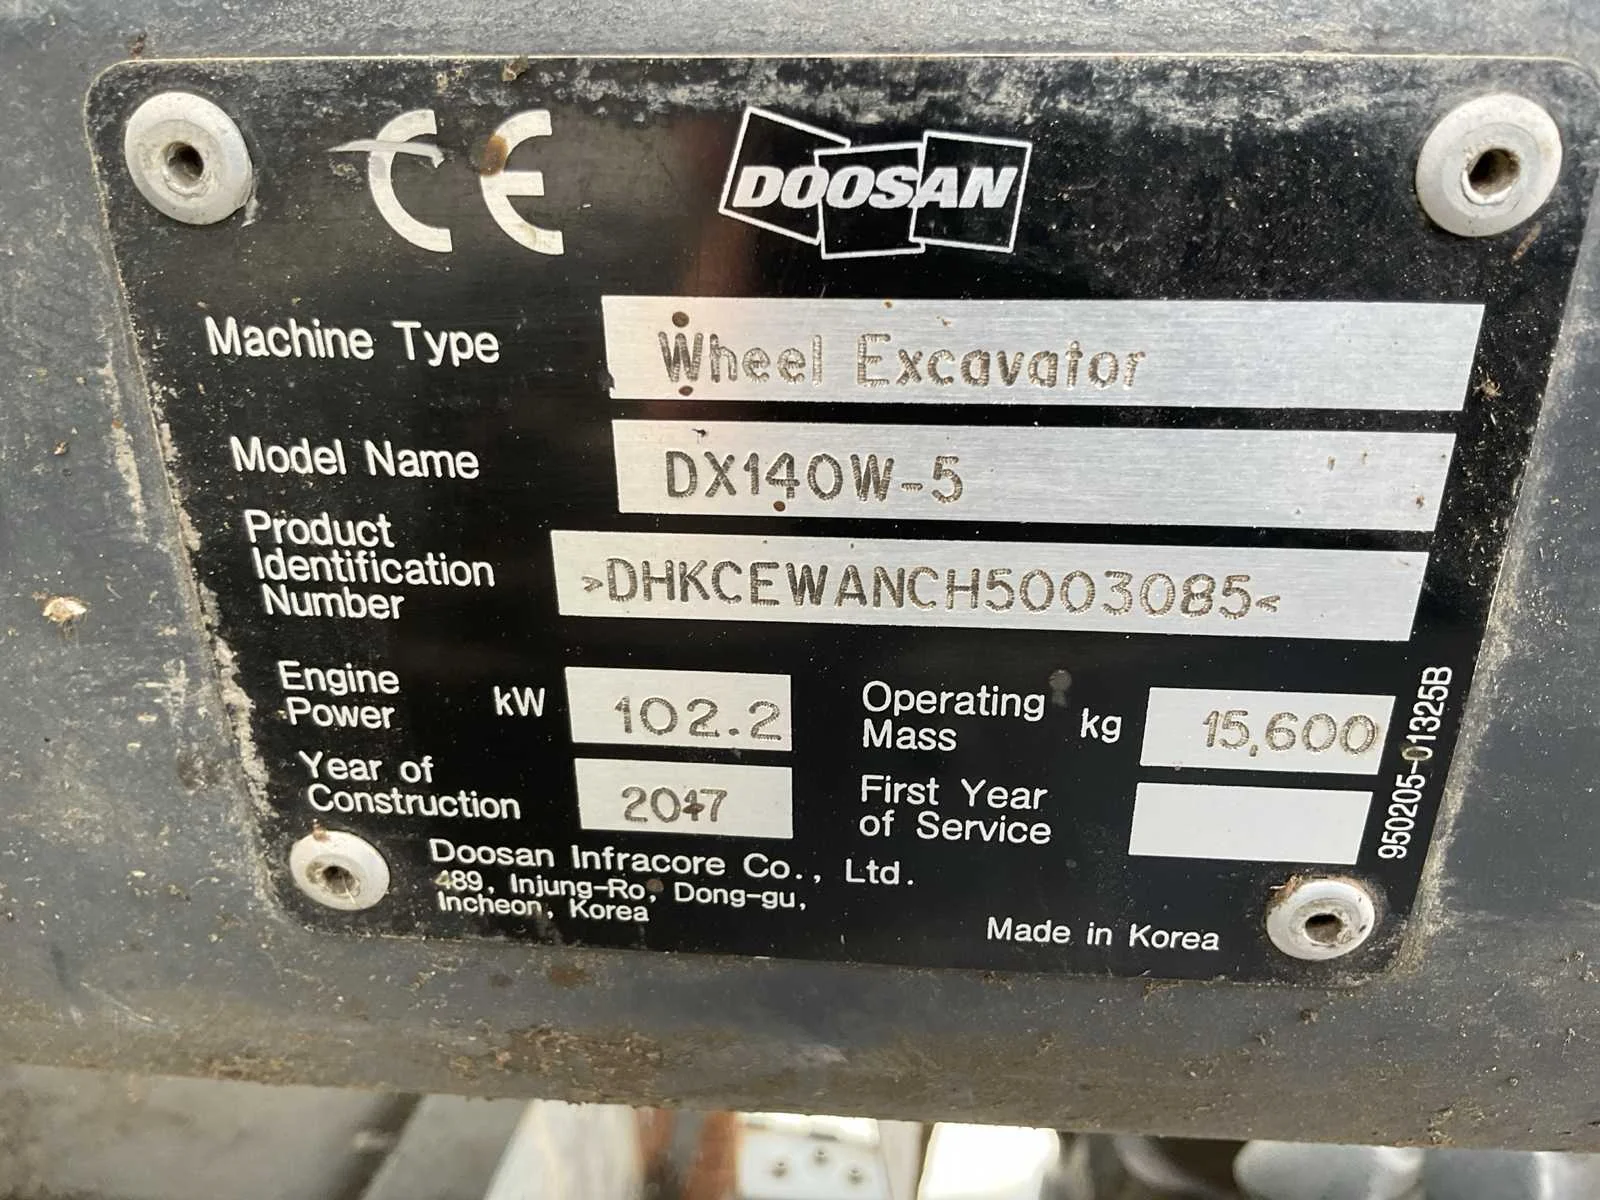 CE
DOOSAN
Machine Type Wheel Excavator
Model Name DX140W-5
Product
Identification
Number >DHKCEWANCH5003085<
Engine
Power kW 102.2
Operating
Mass kg 15,600
Year of
Construction 2017
First Year
of Service
Doosan Infracore Co., Ltd.
489, Injung-Ro, Dong-gu,
Incheon, Korea
Made in Korea
950205-01325B